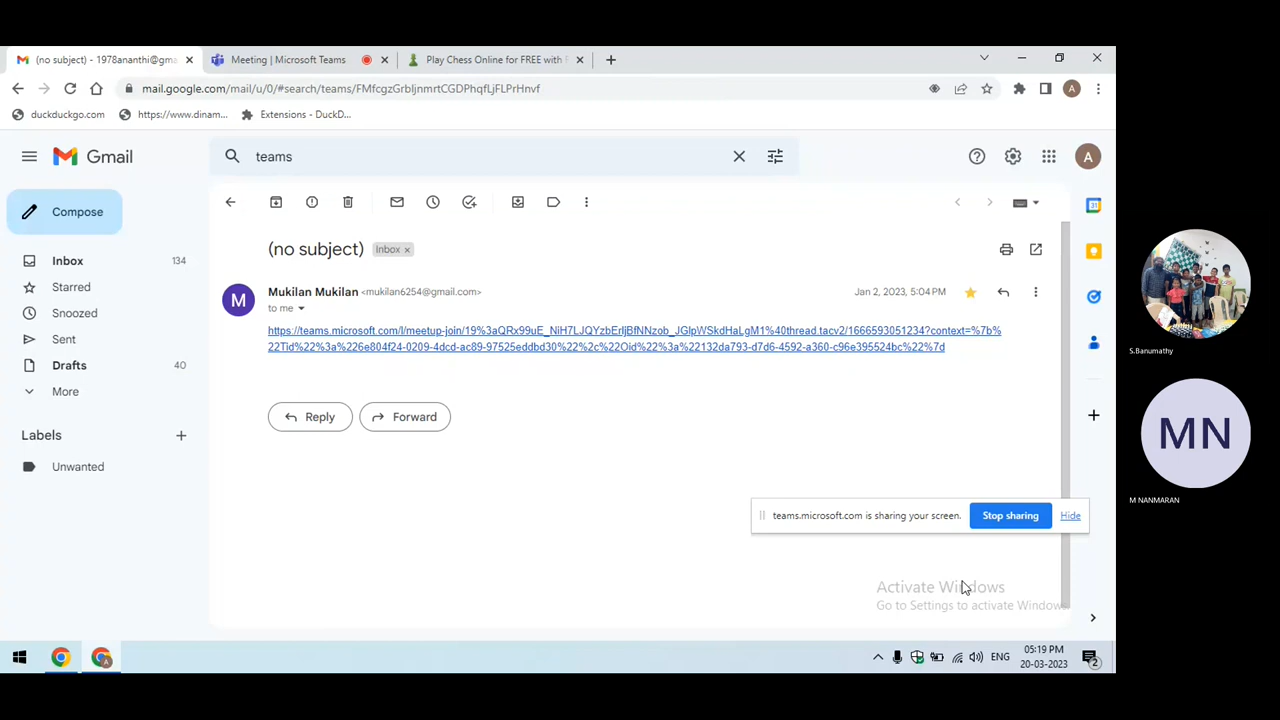 (no subject) - 1978ananthi@gma
Meeting | Microsoft Teams
Play Chess Online for FREE with F
mail.google.com/mail/u/0/#search/teams/FMfcgzGrbljnmrtCGDPhqfLjFLPrHnvf
A
duckduckgo.com
https://www.dinam...
Extensions - DuckD...
Gmail
teams
A
Compose
(no subject)
Inbox ×
Inbox
134
Starred
Snoozed
Sent
Drafts
40
More
Labels
Unwanted
M
Mukilan Mukilan <mukilan6254@gmail.com>
Jan 2, 2023, 5:04 PM
to me
https://teams.microsoft.com/l/meetup-join/19%3aQRx99uE_NiH7LJQYzbErIjBfNNzob_JGIpWSkdHaLgM1%40thread.tacv2/1666593051234?context=%7b%
22Tid%22%3a%226e804f24-0209-4dcd-ac89-97525eddbd30%22%2c%22Oid%22%3a%22132da793-d7d6-4592-a360-c96e395524bc%22%7d
Reply
Forward
teams.microsoft.com is sharing your screen.
Stop sharing
Hide
Activate Windows
Go to Settings to activate Windows
S.Banumathy
MN
M NANMARAN
ENG
05:19 PM
20-03-2023
2